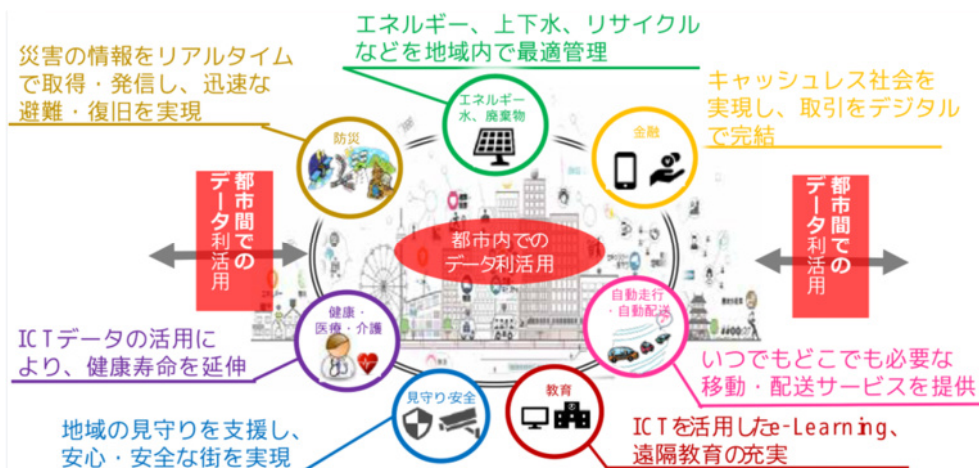 エネルギー、上下水、リサイクル
などを地域内で最適管理
災害の情報をリアルタイム
で取得・発信し、迅速な
避難・復旧を実現
キャッシュレス社会を
実現し、取引をデジタル
で完結
エネルギー
水、廃棄物
防災
金融
都市間での
データ利活用
都市内での
データ利活用
都市間での
データ利活用
健康・
医療・介護
自動走行
・自動配送
ICTデータの活用に
より、健康寿命を延伸
いつでもどこでも必要な
移動・配送サービスを提供
見守り・安全
教育
地域の見守りを支援し、
安心・安全な街を実現
ICTを活用したe-Learning、
遠隔教育の充実